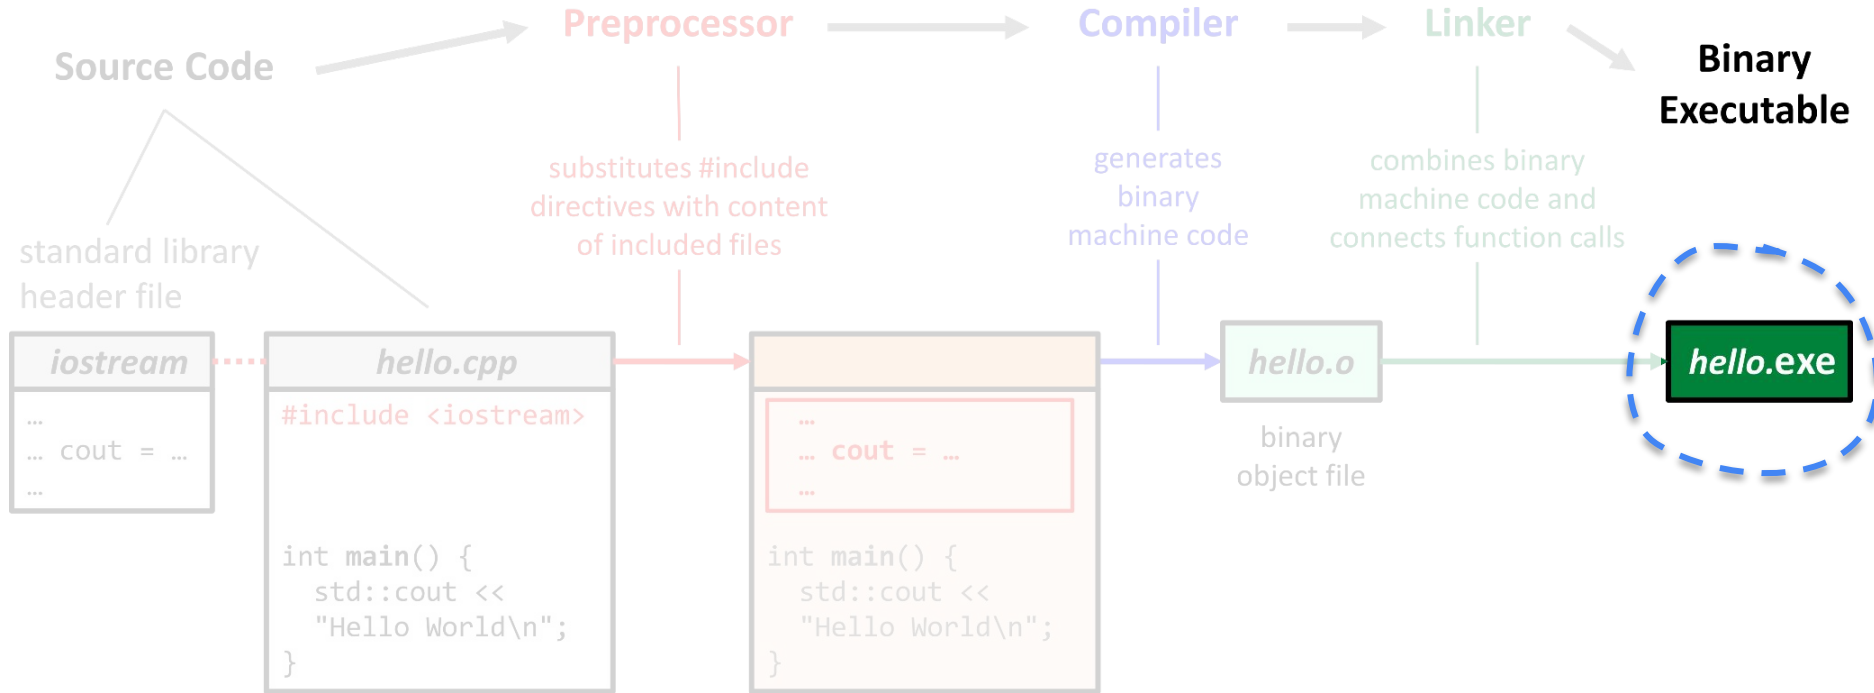 Source Code
Preprocessor
Compiler
Linker
Binary
Executable
substitutes #include
directives with content
of included files
generates
binary
machine code
combines binary
machine code and
connects function calls
standard library
header file
iostream
…
… cout = …
…
hello.cpp
#include <iostream>
int main() {
std::cout <<
"Hello World\n";
}
…
… cout = …
…
int main() {
std::cout <<
"Hello World\n";
}
hello.o
binary
object file
hello.exe